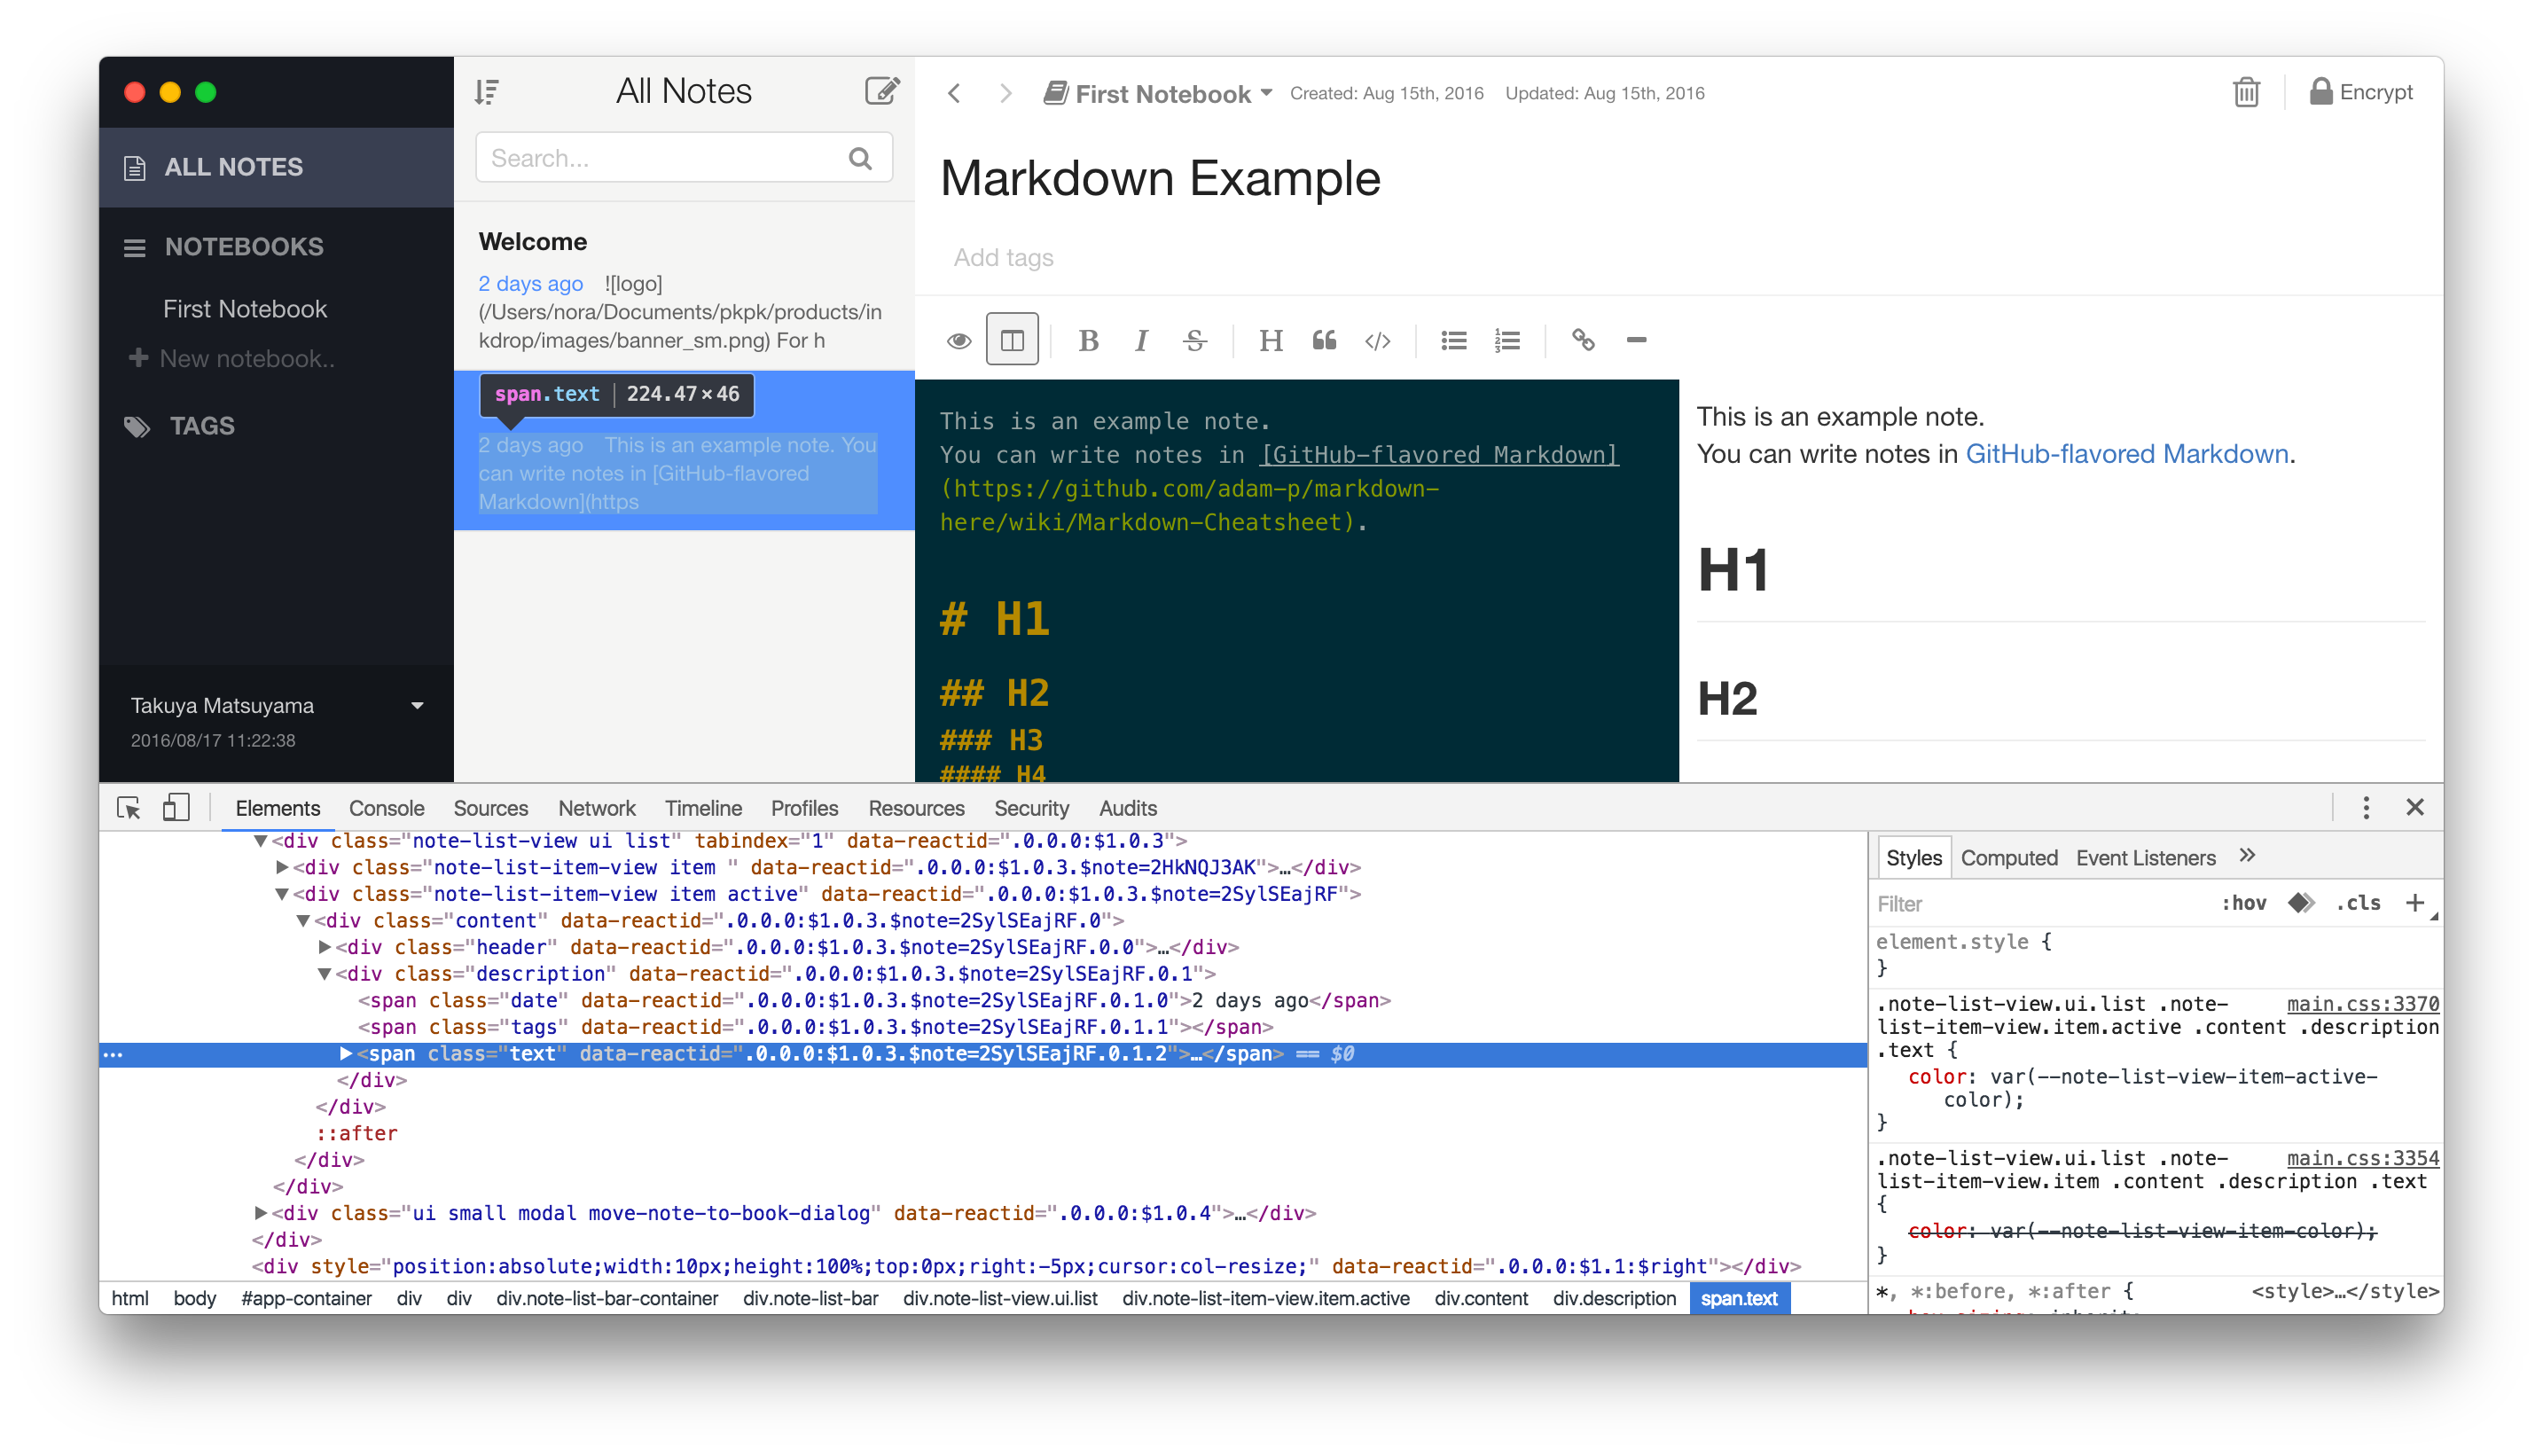 ALL NOTES
NOTEBOOKS
First Notebook
New notebook..
TAGS
Takuya Matsuyama
2016/08/17 11:22:38
All Notes
Search...
Welcome
2 days ago ![logo]
(/Users/nora/Documents/pkpk/products/in
kdrop/images/banner_sm.png) For h
span.text 224.47×46
2 days ago This is an example note. You
can write notes in [GitHub-flavored
Markdown](https
First Notebook Created: Aug 15th, 2016 Updated: Aug 15th, 2016 Encrypt
Markdown Example
Add tags
B I S H </> 1 2 3
This is an example note.
You can write notes in [GitHub-flavored Markdown]
(https://github.com/adam-p/markdown-
here/wiki/Markdown-Cheatsheet).
# H1
## H2
### H3
#### H4
This is an example note.
You can write notes in GitHub-flavored Markdown.
H1
H2
Elements Console Sources Network Timeline Profiles Resources Security Audits
<div class="note-list-view ui list" tabindex="1" data-reactid=".0.0.0:$1.0.3">
<div class="note-list-item-view item " data-reactid=".0.0.0:$1.0.3.$note=2HkNQJ3AK">…</div>
<div class="note-list-item-view item active" data-reactid=".0.0.0:$1.0.3.$note=2SylSEajRF">
<div class="content" data-reactid=".0.0.0:$1.0.3.$note=2SylSEajRF.0">
<div class="header" data-reactid=".0.0.0:$1.0.3.$note=2SylSEajRF.0.0">…</div>
<div class="description" data-reactid=".0.0.0:$1.0.3.$note=2SylSEajRF.0.1">
<span class="date" data-reactid=".0.0.0:$1.0.3.$note=2SylSEajRF.0.1.0">2 days ago</span>
<span class="tags" data-reactid=".0.0.0:$1.0.3.$note=2SylSEajRF.0.1.1"></span>
… <span class="text" data-reactid=".0.0.0:$1.0.3.$note=2SylSEajRF.0.1.2">…</span> == $0
</div>
</div>
::after
</div>
</div>
<div class="ui small modal move-note-to-book-dialog" data-reactid=".0.0.0:$1.0.4">…</div>
</div>
<div style="position:absolute;width:10px;height:100%;top:0px;right:-5px;cursor:col-resize;" data-reactid=".0.0.0:$1.1:$right"></div>
html body #app-container div div div.note-list-bar-container div.note-list-bar div.note-list-view.ui.list div.note-list-item-view.item.active div.content div.description span.text
Styles Computed Event Listeners »
Filter :hov .cls +
element.style {
}
.note-list-view.ui.list .note- main.css:3370
list-item-view.item.active .content .description
.text {
color: var(--note-list-view-item-active-
color);
}
.note-list-view.ui.list .note- main.css:3354
list-item-view.item .content .description .text
{
color: var(--note-list-view-item-color);
}
*, *:before, *:after { <style>…</style>